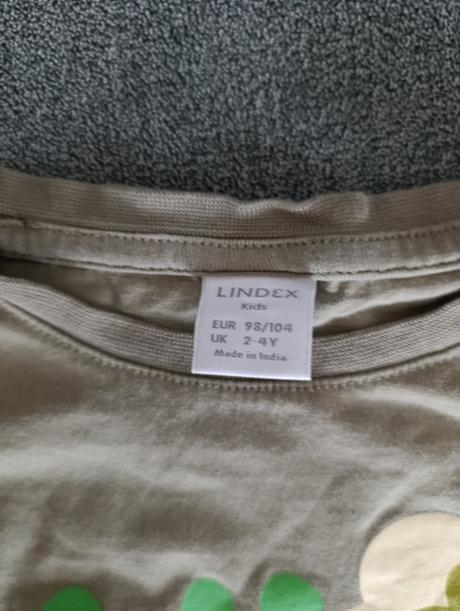 LINDEX
Kids
EUR 98/104
UK 2-4Y
Made in India